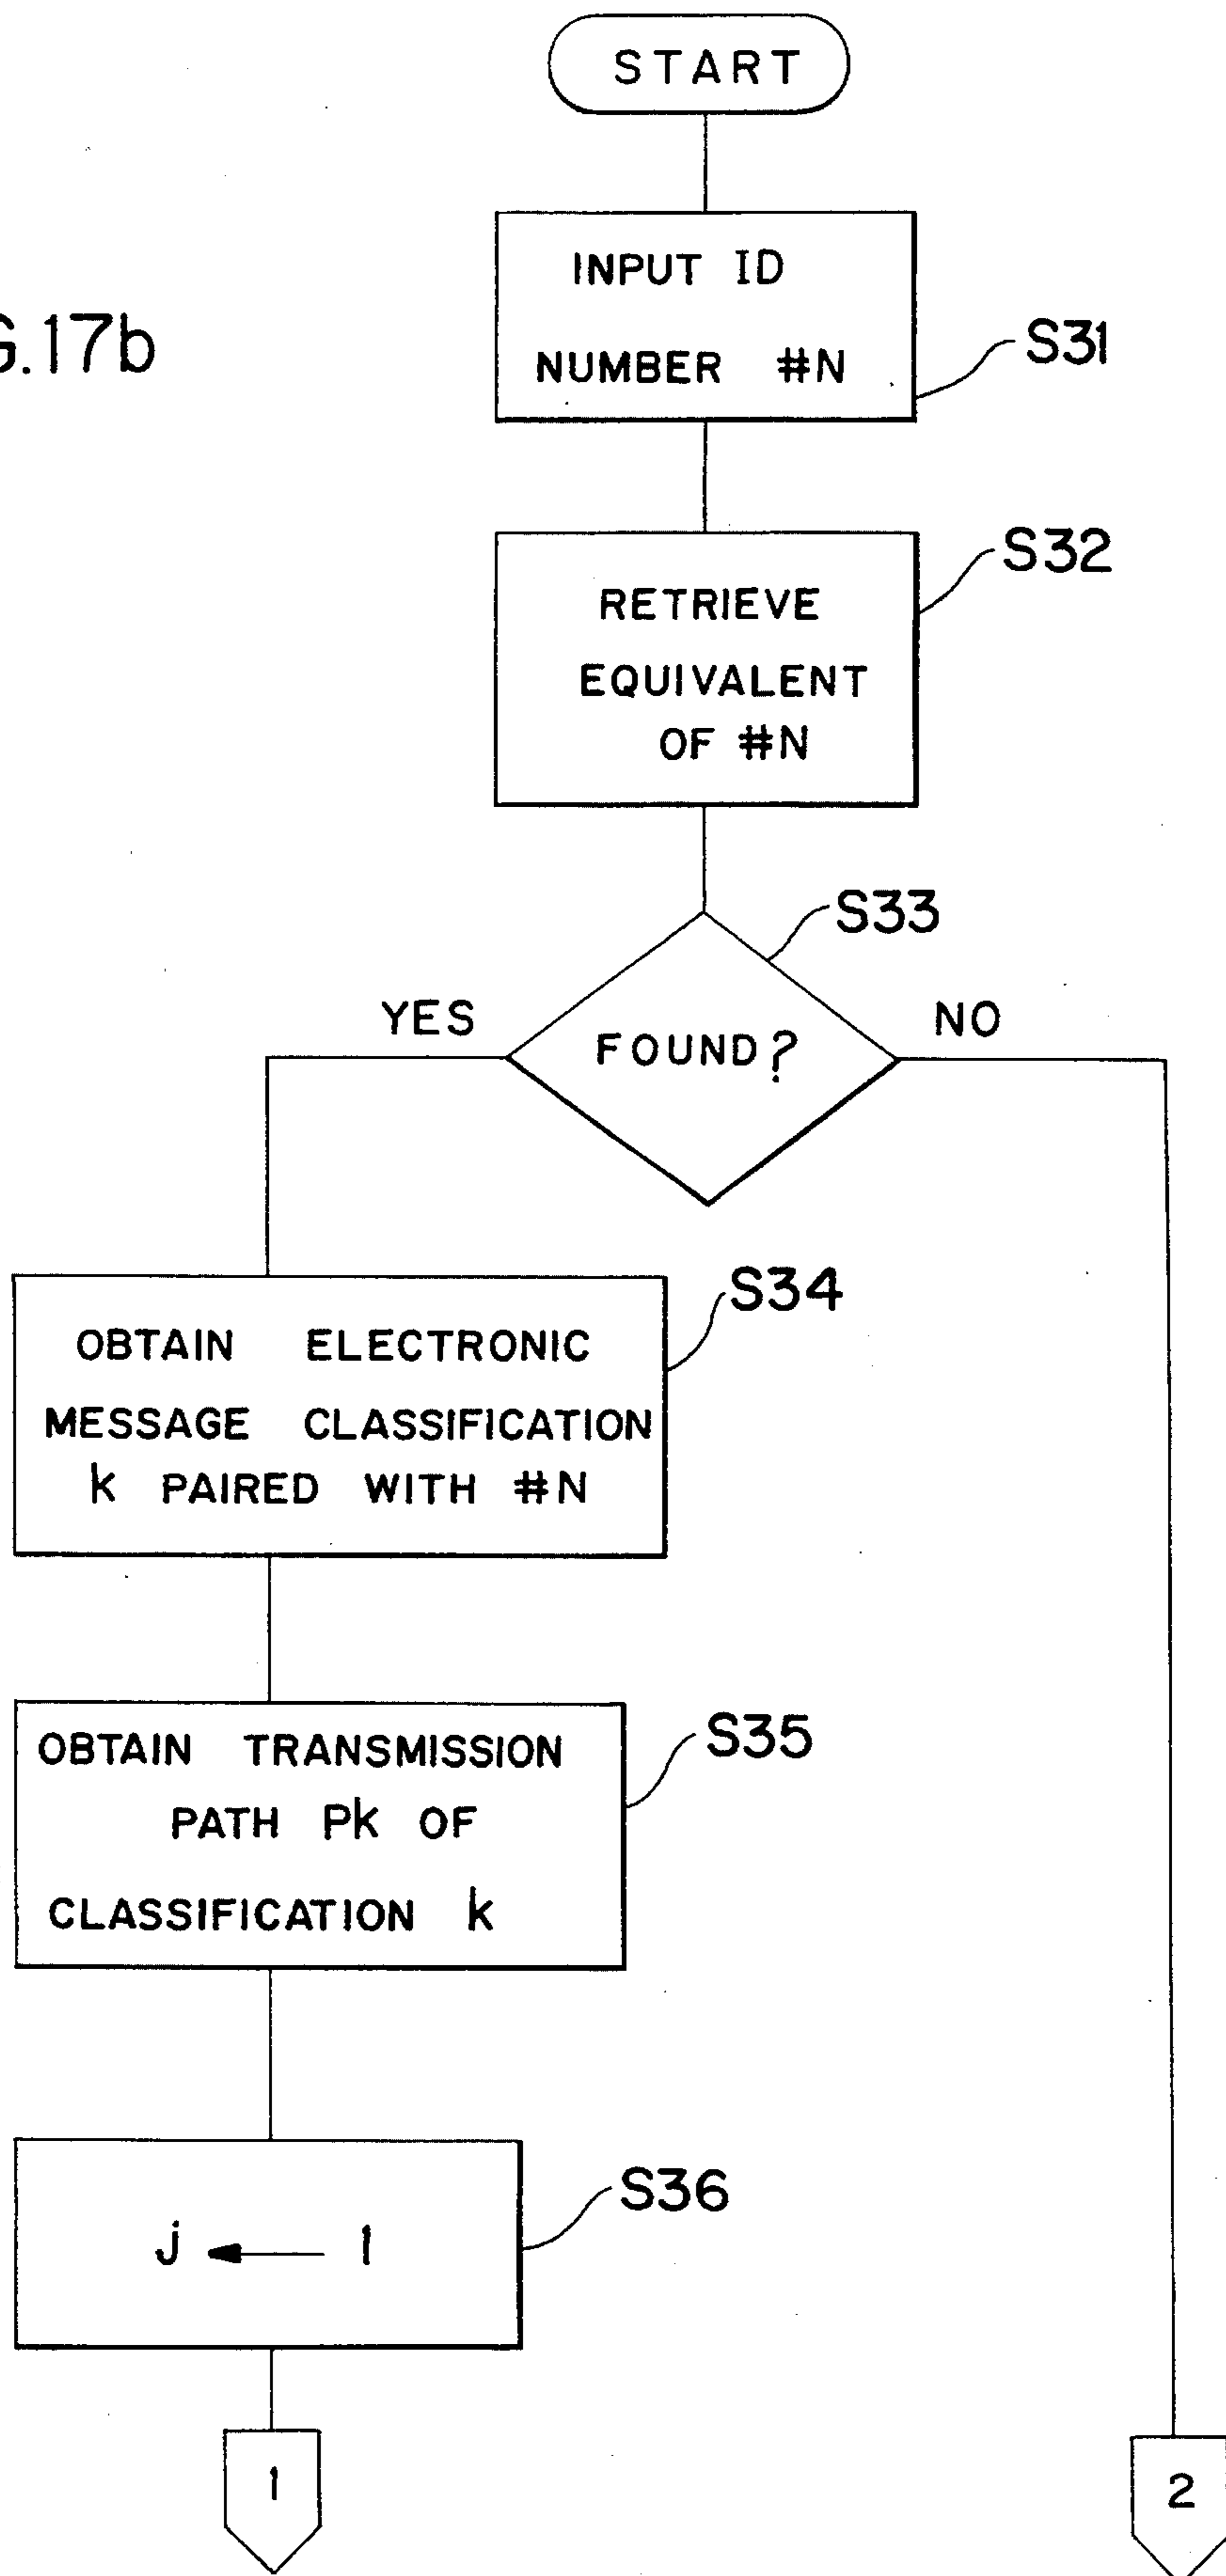 START
G.17b
INPUT ID
NUMBER #N
S31
S32
RETRIEVE
EQUIVALENT
OF #N
S33
YES
FOUND?
NO
S34
OBTAIN ELECTRONIC
MESSAGE CLASSIFICATION
k PAIRED WITH #N
S35
OBTAIN TRANSMISSION
PATH Pk OF
CLASSIFICATION k
S36
j ← 1
1
2